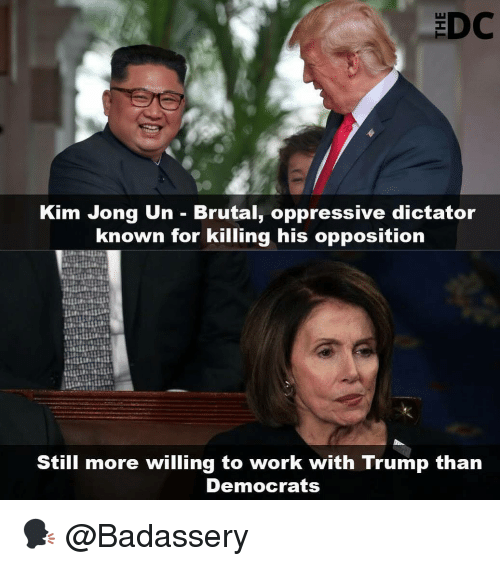 THE DC
Kim Jong Un - Brutal, oppressive dictator
known for killing his opposition
Still more willing to work with Trump than
Democrats
🗣 @Badassery